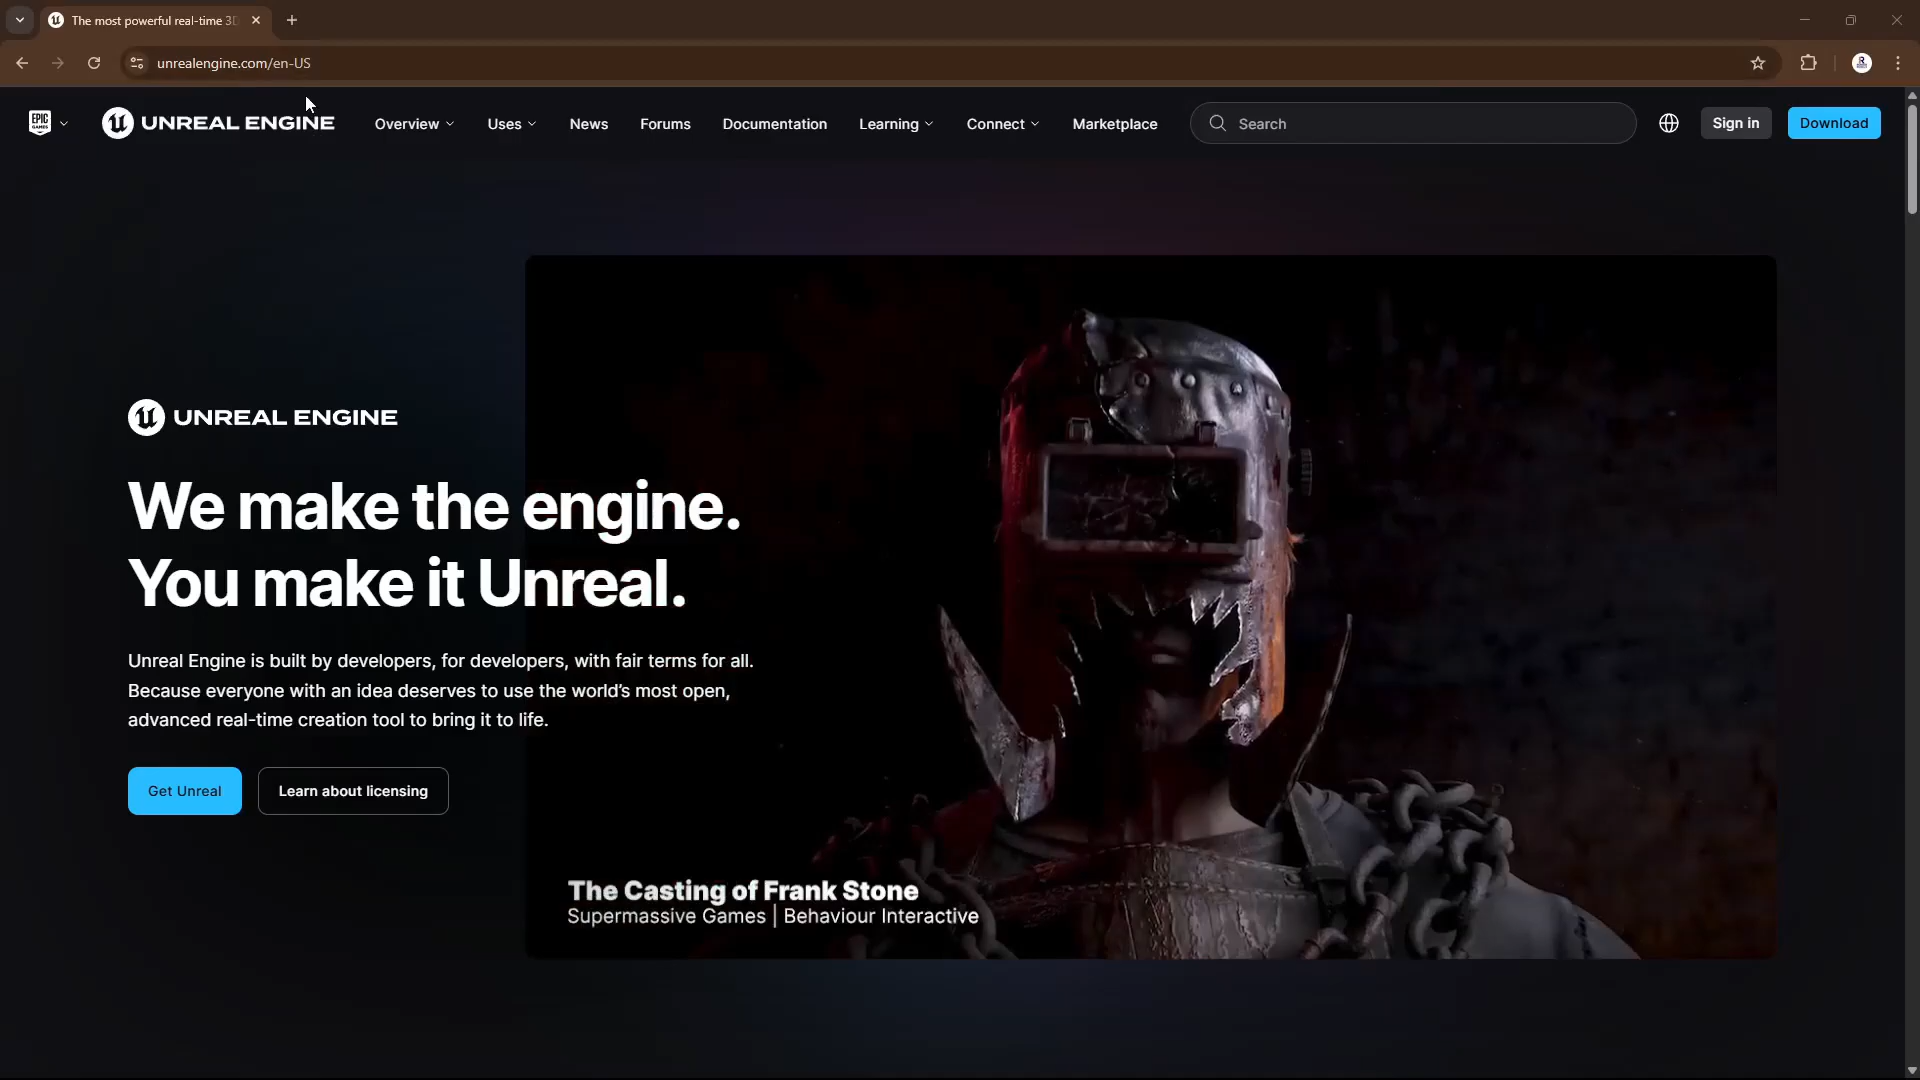 The most powerful real-time 3D
unrealengine.com/en-US
EPIC GAMES
UNREAL ENGINE
Overview
Uses
News
Forums
Documentation
Learning
Connect
Marketplace
Search
Sign in
Download
UNREAL ENGINE
We make the engine.
You make it Unreal.
Unreal Engine is built by developers, for developers, with fair terms for all.
Because everyone with an idea deserves to use the world's most open,
advanced real-time creation tool to bring it to life.
Get Unreal
Learn about licensing
The Casting of Frank Stone
Supermassive Games | Behaviour Interactive